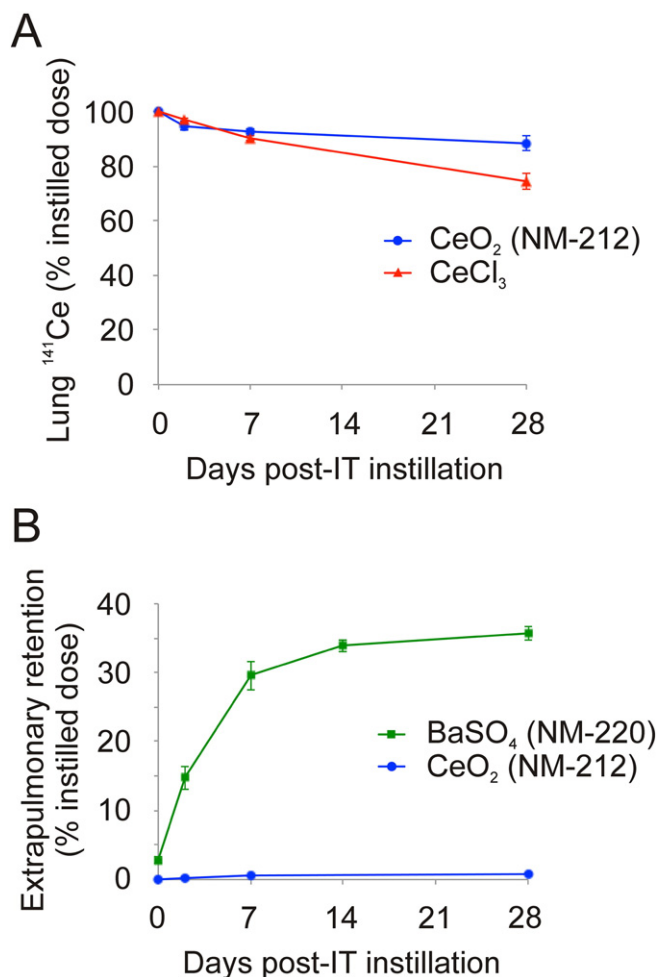 A
Lung ¹⁴¹Ce (% instilled dose)
100
80
60
40
20
0
CeO₂ (NM-212)
CeCl₃
0 7 14 21 28
Days post-IT instillation
B
Extrapulmonary retention
(% instilled dose)
40
30
20
10
0
BaSO₄ (NM-220)
CeO₂ (NM-212)
0 7 14 21 28
Days post-IT instillation